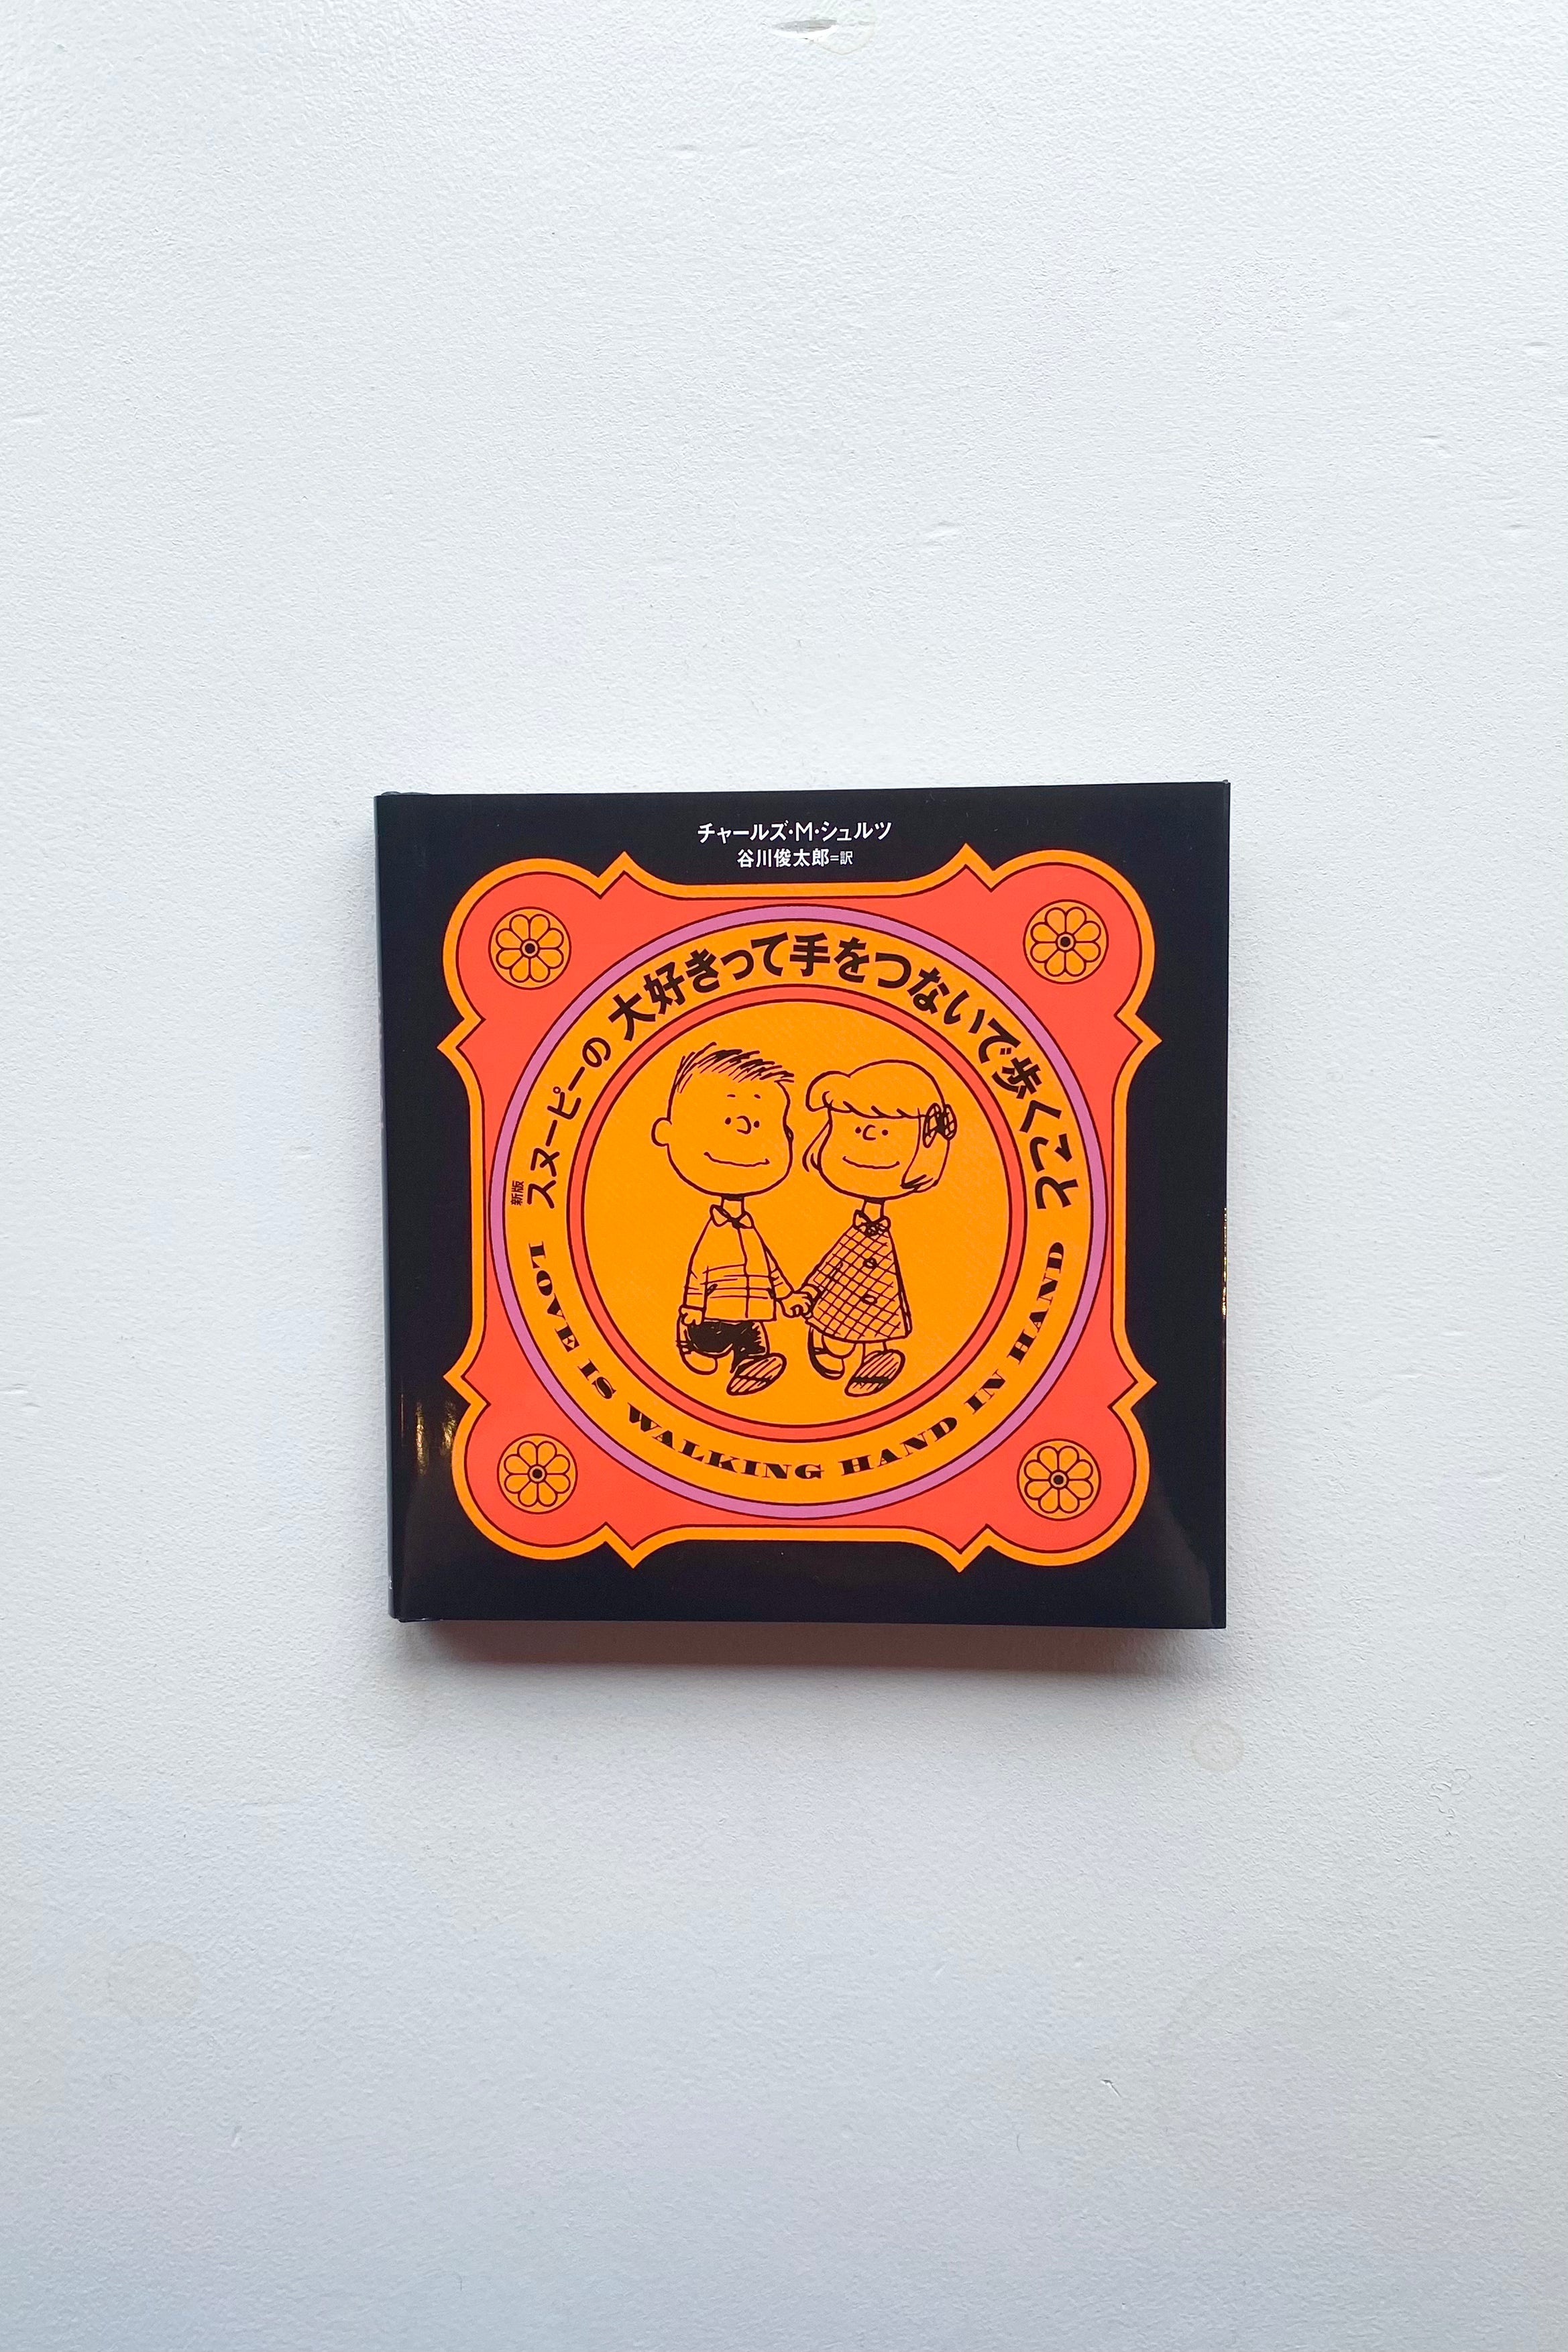 チャールズ・M・シュルツ
谷川俊太郎=訳
新版
スヌーピーの 大好きって手をつないで歩くこと
LOVE IS WALKING HAND IN HAND